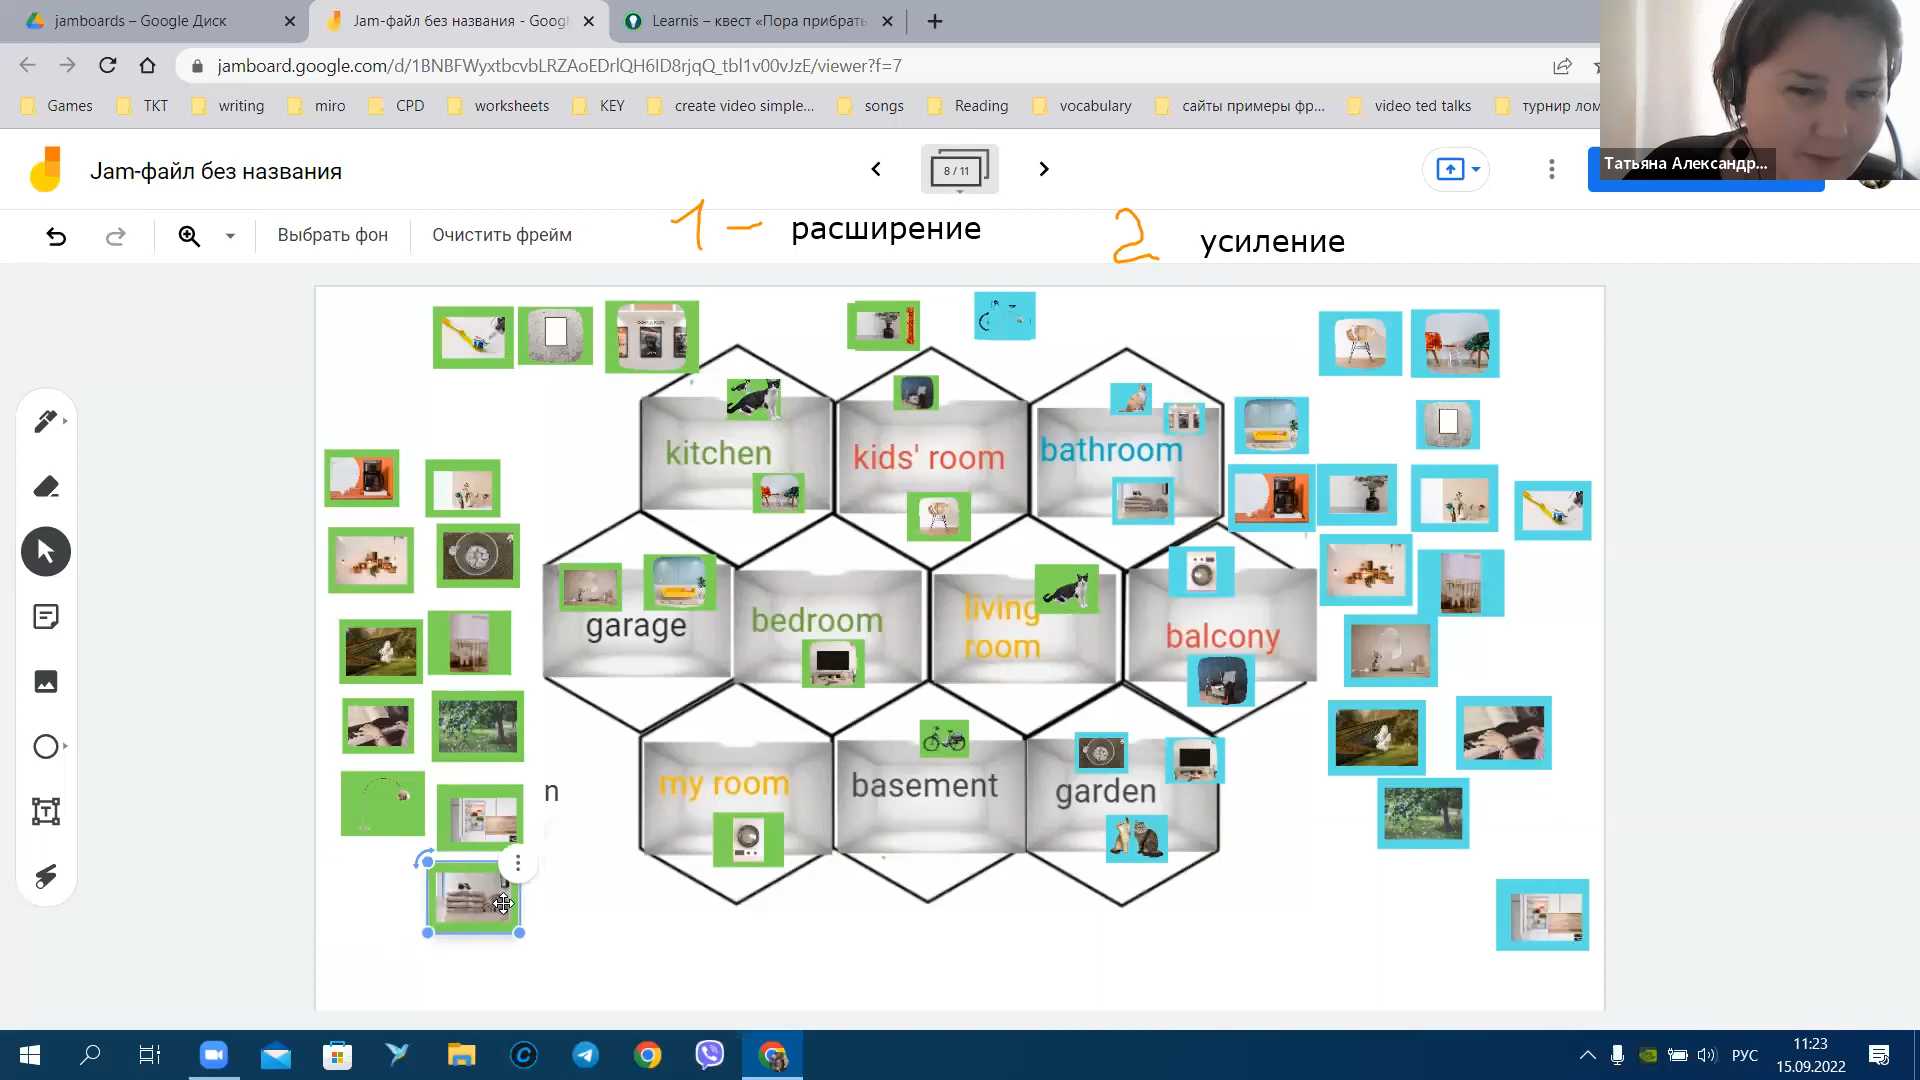 jamboards – Google Диск
Jam-файл без названия - Goog
Learnis – квест «Пора прибрать
jamboard.google.com/d/1BNBFWyxtbcvbLRZAoEDrlQH6ID8rjqQ_tbl1v00vJzE/viewer?f=7
Games
TKT
writing
miro
CPD
worksheets
KEY
create video simple...
songs
Reading
vocabulary
сайты примеры фр...
video ted talks
турнир лом
Татьяна Александр...
Jam-файл без названия
8 / 11
Выбрать фон
Очистить фрейм
1 – расширение
2 усиление
kitchen
kids' room
bathroom
garage
bedroom
living
room
balcony
my room
basement
garden
n
РУС
11:23
15.09.2022